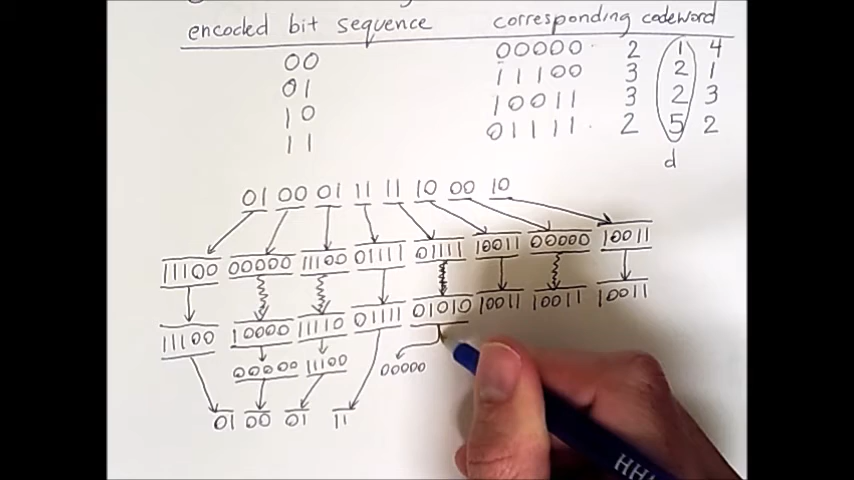 encoded bit sequence corresponding codeword
00 00000 2 1 4
01 11100 3 2 1
10 10011 3 2 3
11 01111 2 5 2
d
01 00 01 11 11 10 00 10
11100 00000 11100 01111 01111 10011 00000 10011
11100 10000 11110 01111 01010 10011 10011 10011
00000 11100 00000
01 00 01 11